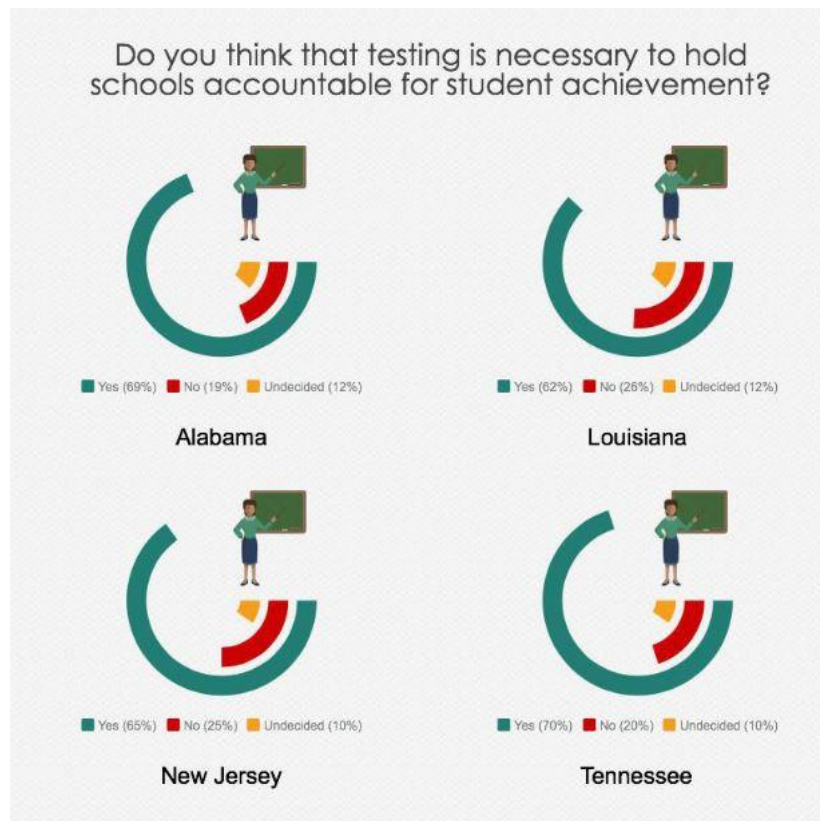 Do you think that testing is necessary to hold
schools accountable for student achievement?
Yes (69%) No (19%) Undecided (12%)
Yes (62%) No (26%) Undecided (12%)
Alabama
Louisiana
Yes (65%) No (25%) Undecided (10%)
Yes (70%) No (20%) Undecided (10%)
New Jersey
Tennessee